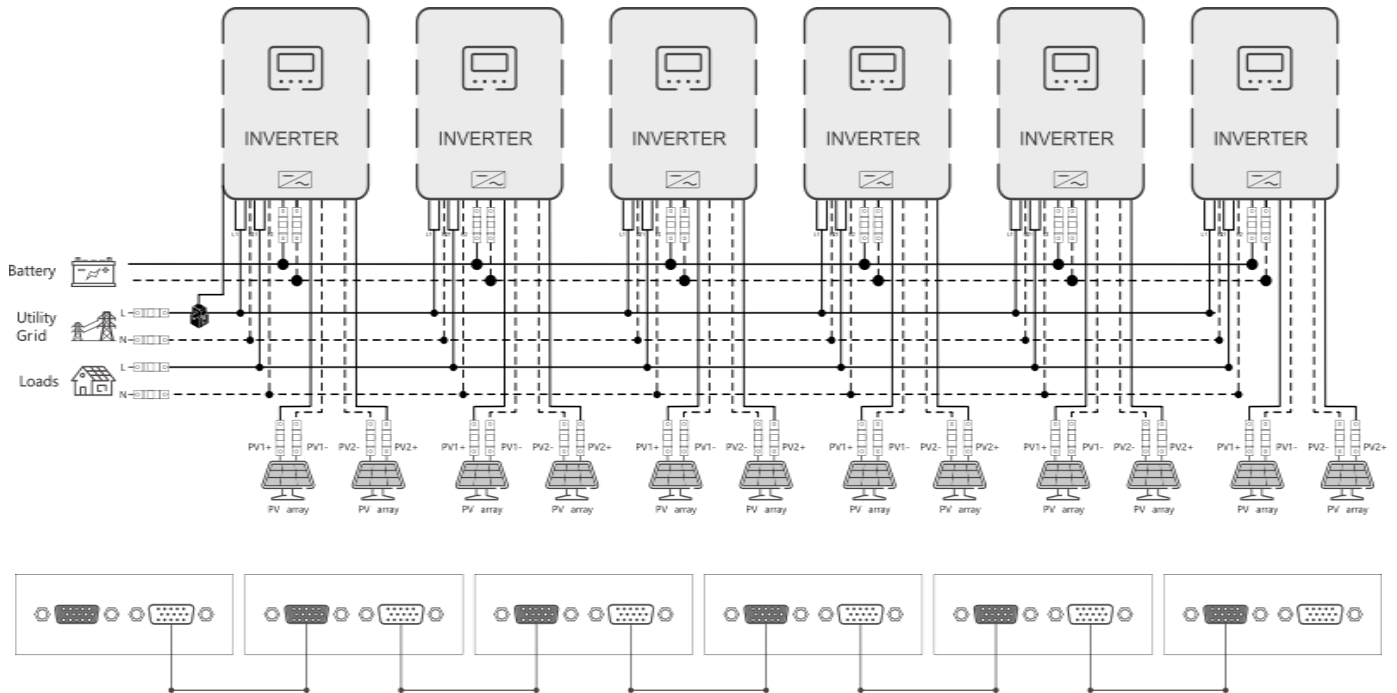 INVERTER INVERTER INVERTER INVERTER INVERTER INVERTER
Battery
Utility
Grid
L
N
Loads
L
N
PV1+ PV1- PV2- PV2+ PV1+ PV1- PV2- PV2+ PV1+ PV1- PV2- PV2+ PV1+ PV1- PV2- PV2+ PV1+ PV1- PV2- PV2+ PV1+ PV1- PV2- PV2+
PV array PV array PV array PV array PV array PV array PV array PV array PV array PV array PV array PV array